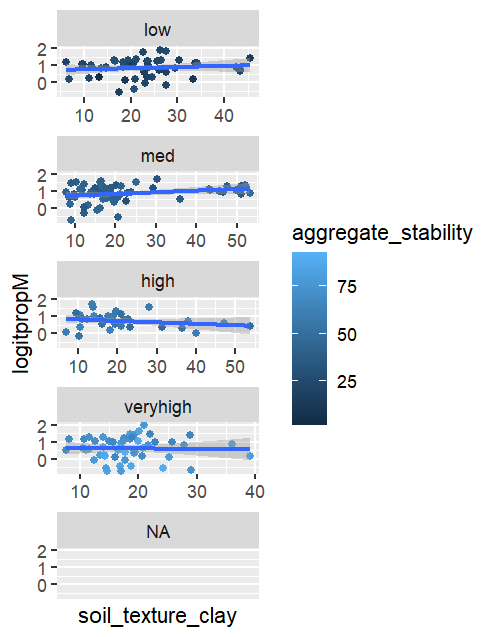 low
2
1
0
10 20 30 40
med
2
1
0
10 20 30 40 50
high
2
1
0
10 20 30 40 50
veryhigh
2
1
0
10 20 30 40
NA
2
1
0
soil_texture_clay
logitpropM
aggregate_stability
75
50
25